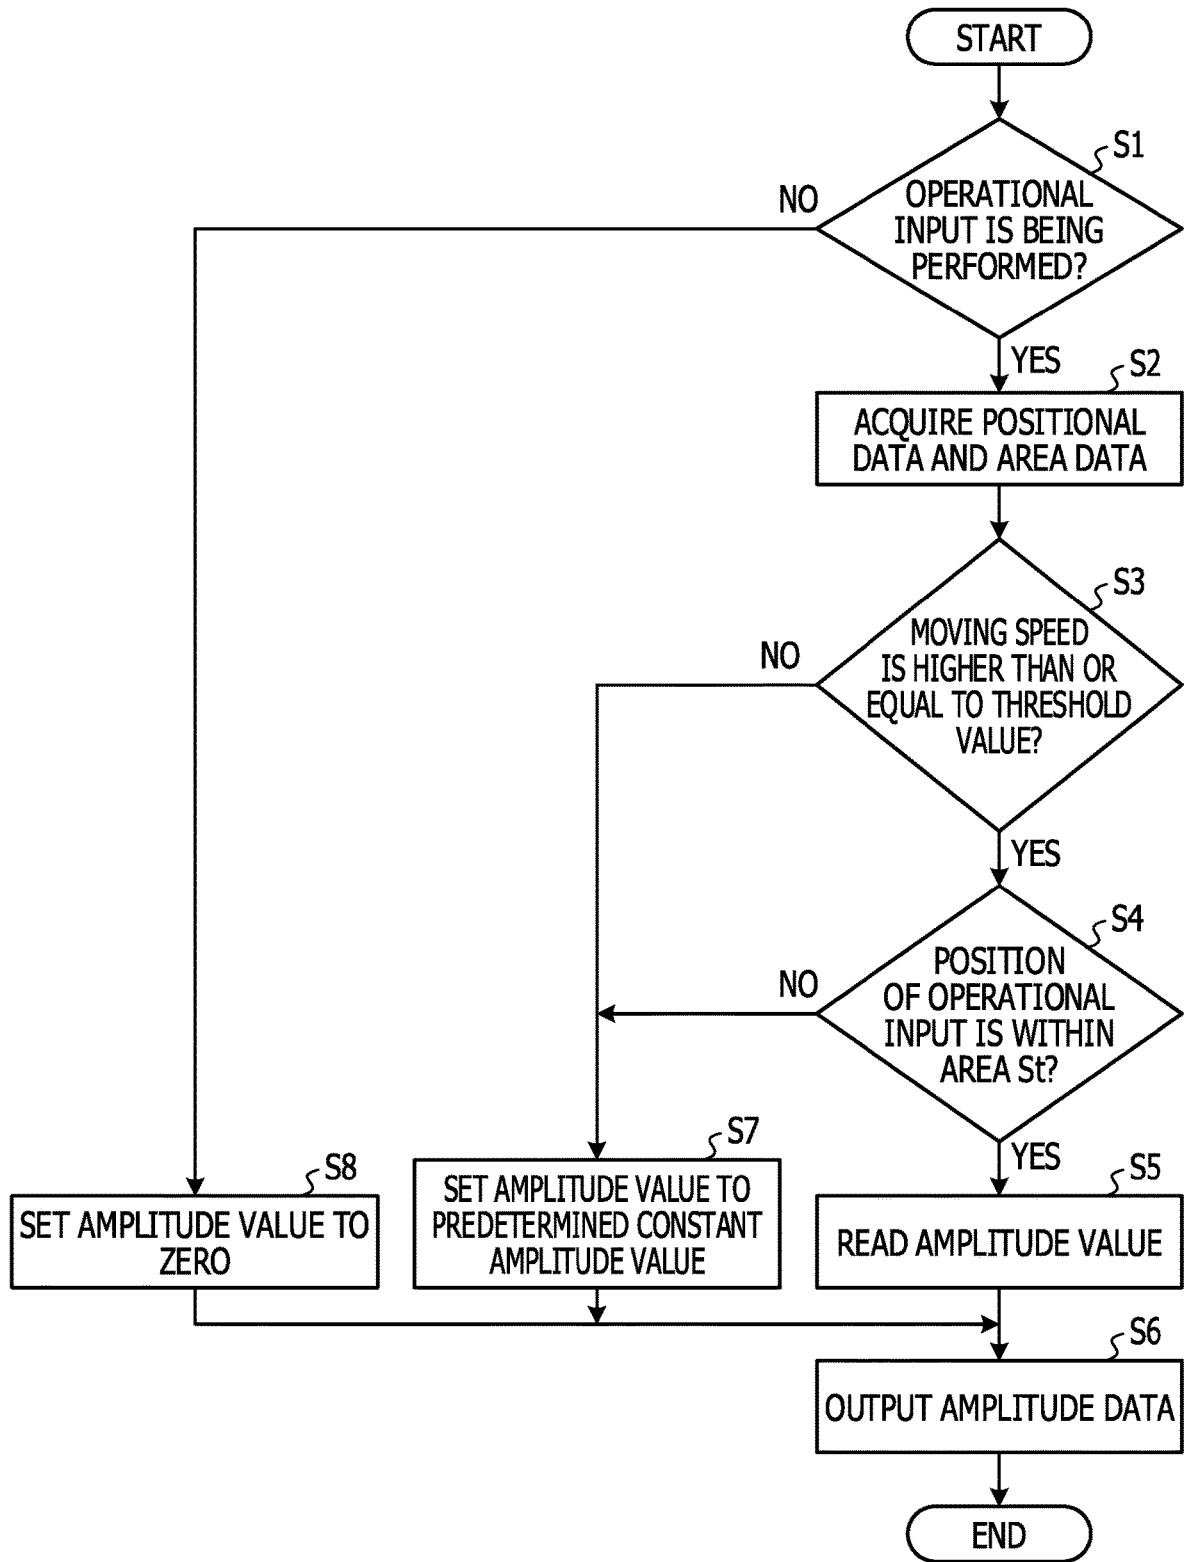 START
S1
NO
OPERATIONAL
INPUT IS BEING
PERFORMED?
YES
S2
ACQUIRE POSITIONAL
DATA AND AREA DATA
S3
NO
MOVING SPEED
IS HIGHER THAN OR
EQUAL TO THRESHOLD
VALUE?
YES
S4
NO
POSITION
OF OPERATIONAL
INPUT IS WITHIN
AREA St?
YES
S8
SET AMPLITUDE VALUE TO
ZERO
S7
SET AMPLITUDE VALUE TO
PREDETERMINED CONSTANT
AMPLITUDE VALUE
S5
READ AMPLITUDE VALUE
S6
OUTPUT AMPLITUDE DATA
END